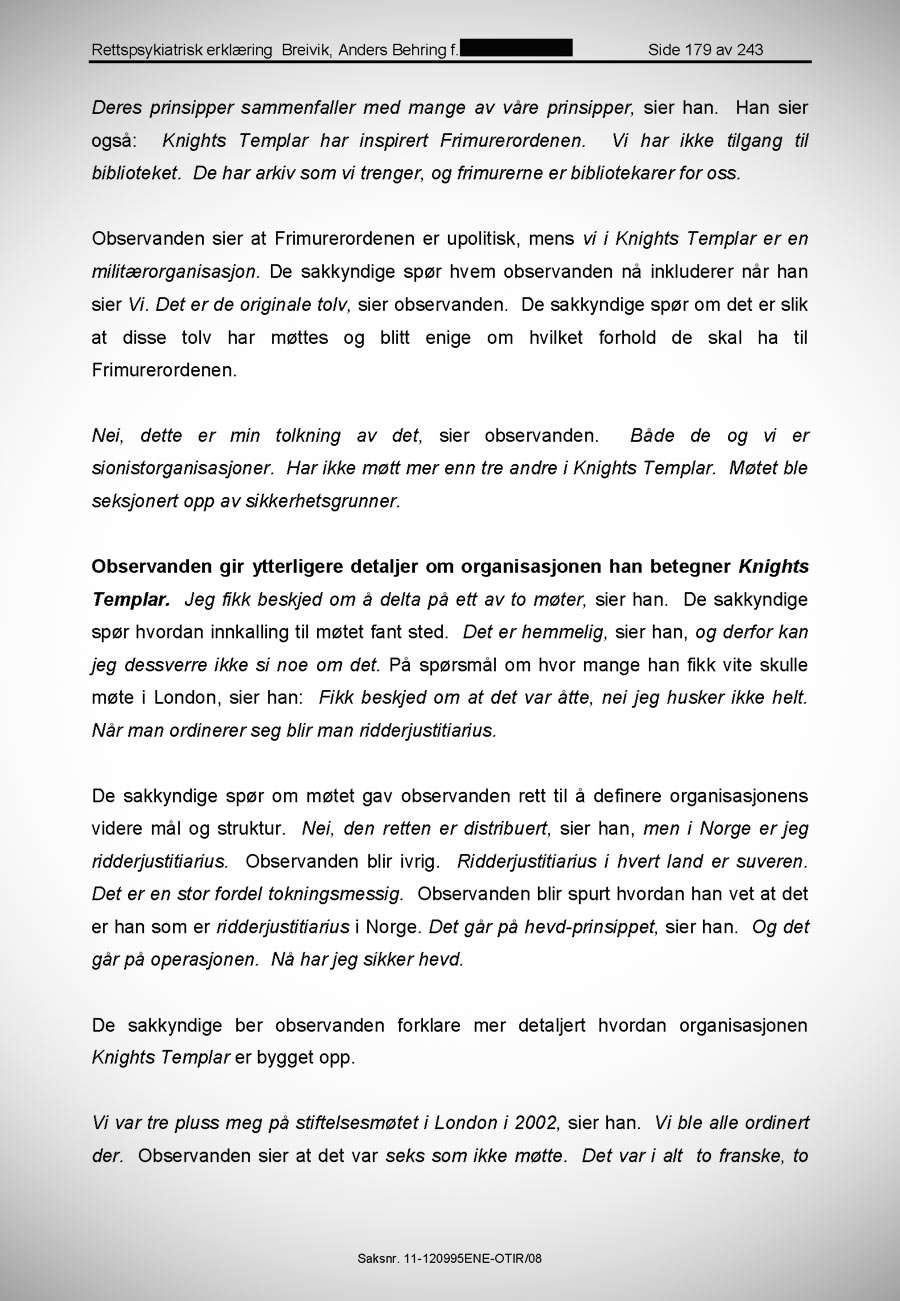 Rettspsykiatrisk erklæring Breivik, Anders Behring f. Side 179 av 243
Deres prinsipper sammenfaller med mange av våre prinsipper, sier han. Han sier
også: Knights Templar har inspirert Frimurerordenen. Vi har ikke tilgang til
biblioteket. De har arkiv som vi trenger, og frimurerne er bibliotekarer for oss.
Observanden sier at Frimurerordenen er upolitisk, mens vi i Knights Templar er en
militærorganisasjon. De sakkyndige spør hvem observanden nå inkluderer når han
sier Vi. Det er de originale tolv, sier observanden. De sakkyndige spør om det er slik
at disse tolv har møttes og blitt enige om hvilket forhold de skal ha til
Frimurerordenen.
Nei, dette er min tolkning av det, sier observanden. Både de og vi er
sionistorganisasjoner. Har ikke møtt mer enn tre andre i Knights Templar. Møtet ble
seksjonert opp av sikkerhetsgrunner.
Observanden gir ytterligere detaljer om organisasjonen han betegner Knights
Templar. Jeg fikk beskjed om å delta på ett av to møter, sier han. De sakkyndige
spør hvordan innkalling til møtet fant sted. Det er hemmelig, sier han, og derfor kan
jeg dessverre ikke si noe om det. På spørsmål om hvor mange han fikk vite skulle
møte i London, sier han: Fikk beskjed om at det var åtte, nei jeg husker ikke helt.
Når man ordinerer seg blir man ridderjustitiarius.
De sakkyndige spør om møtet gav observanden rett til å definere organisasjonens
videre mål og struktur. Nei, den retten er distribuert, sier han, men i Norge er jeg
ridderjustitiarius. Observanden blir ivrig. Ridderjustitiarius i hvert land er suveren.
Det er en stor fordel tokningsmessig. Observanden blir spurt hvordan han vet at det
er han som er ridderjustitiarius i Norge. Det går på hevd-prinsippet, sier han. Og det
går på operasjonen. Nå har jeg sikker hevd.
De sakkyndige ber observanden forklare mer detaljert hvordan organisasjonen
Knights Templar er bygget opp.
Vi var tre pluss meg på stiftelsesmøtet i London i 2002, sier han. Vi ble alle ordinert
der. Observanden sier at det var seks som ikke møtte. Det var i alt to franske, to
Saksnr. 11-120995ENE-OTIR/08